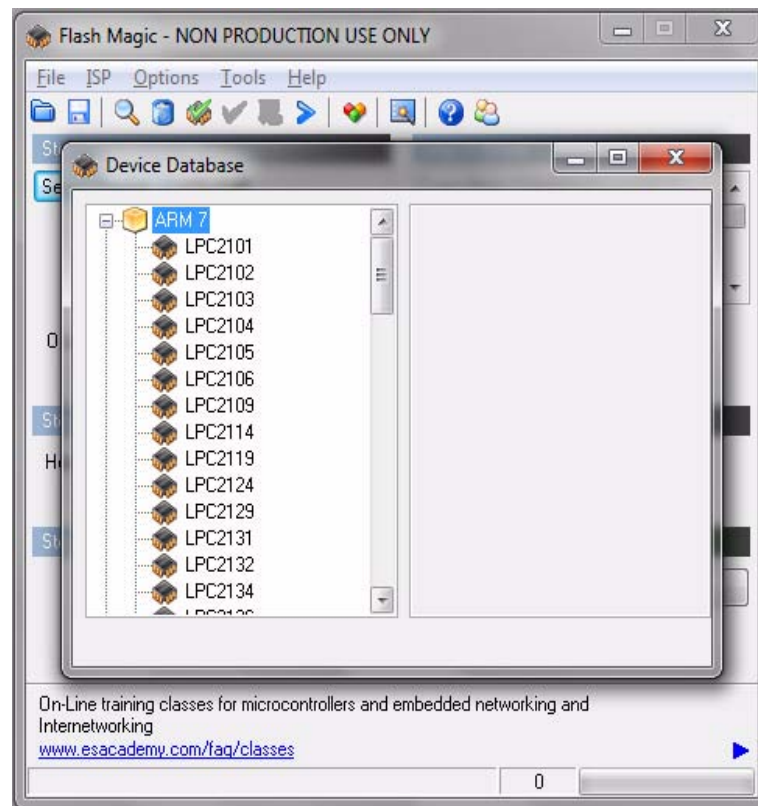 Flash Magic - NON PRODUCTION USE ONLY
File ISP Options Tools Help
Device Database
ARM 7
LPC2101
LPC2102
LPC2103
LPC2104
LPC2105
LPC2106
LPC2109
LPC2114
LPC2119
LPC2124
LPC2129
LPC2131
LPC2132
LPC2134
On-Line training classes for microcontrollers and embedded networking and
Internetworking
www.esacademy.com/faq/classes
0